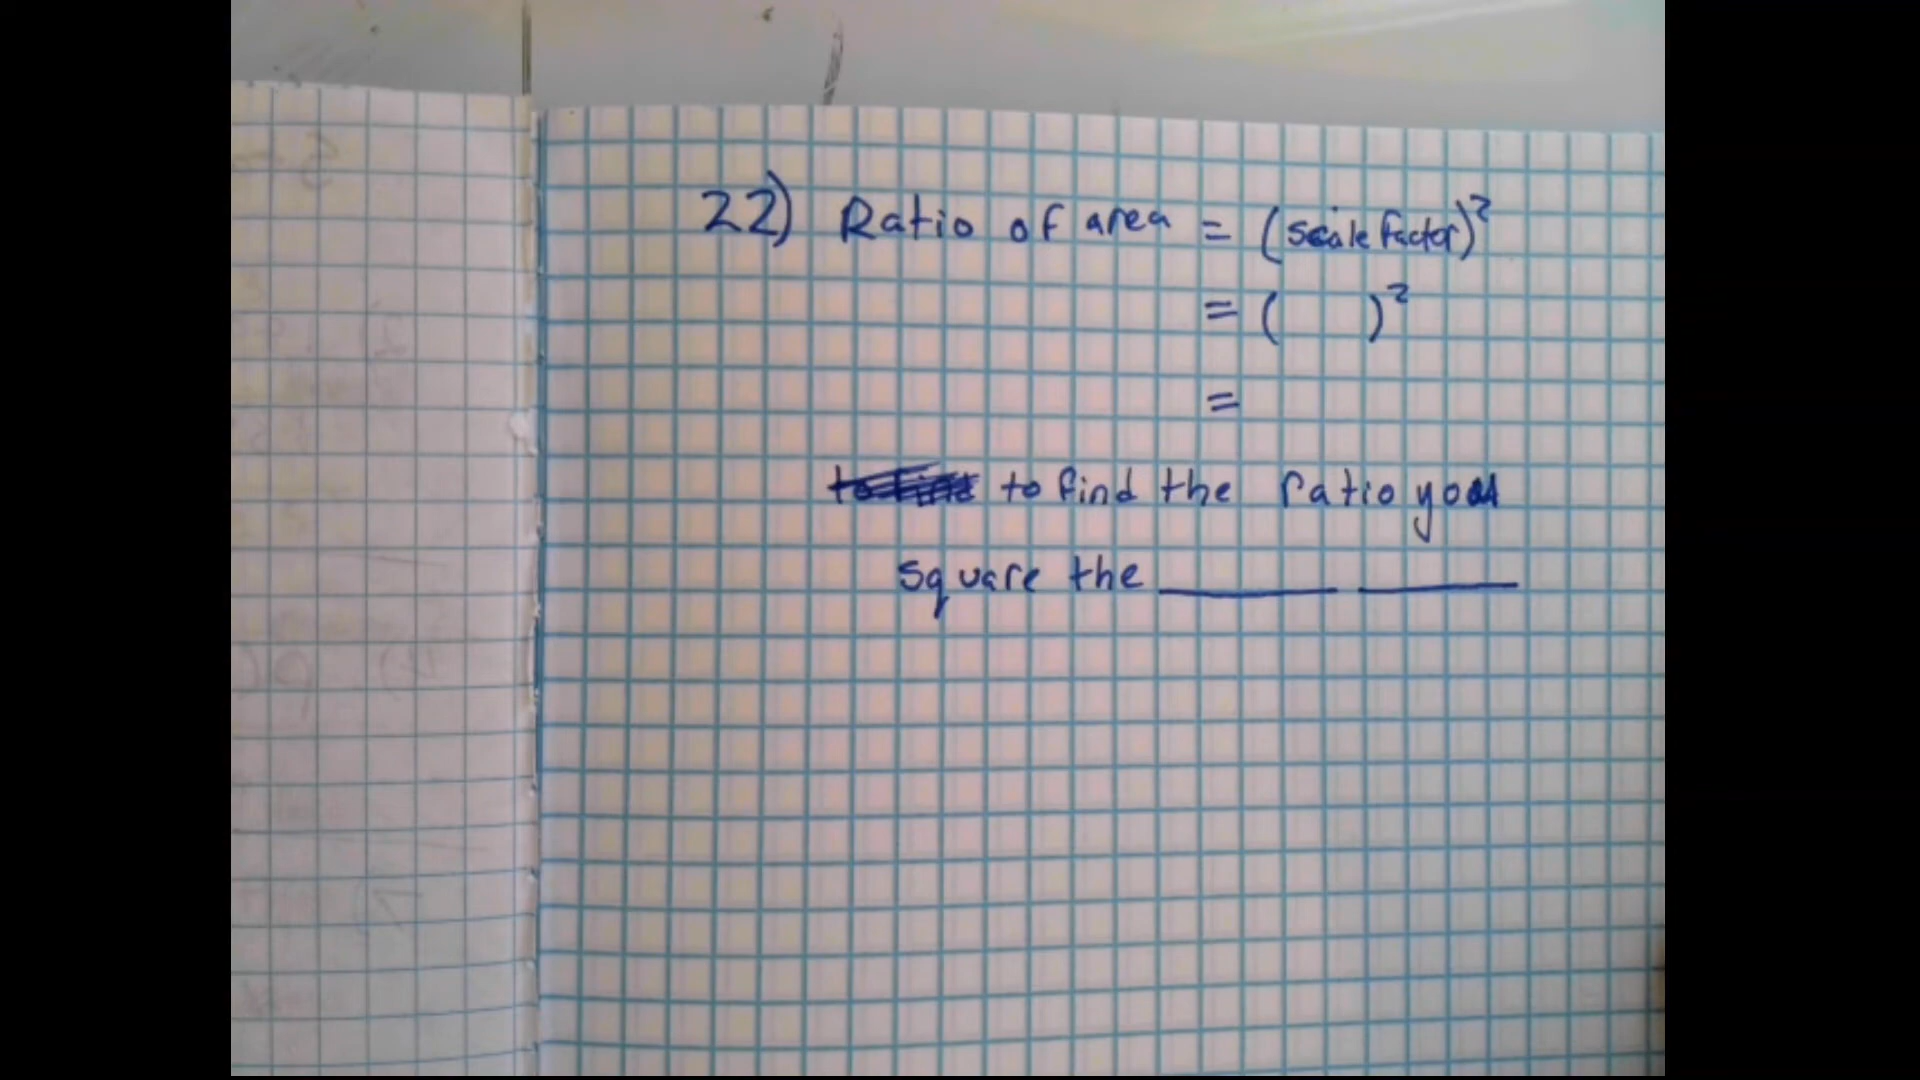 22) Ratio of area = (scale factor)²
= ( )²
=
to find the ratio you
square the ______ ______